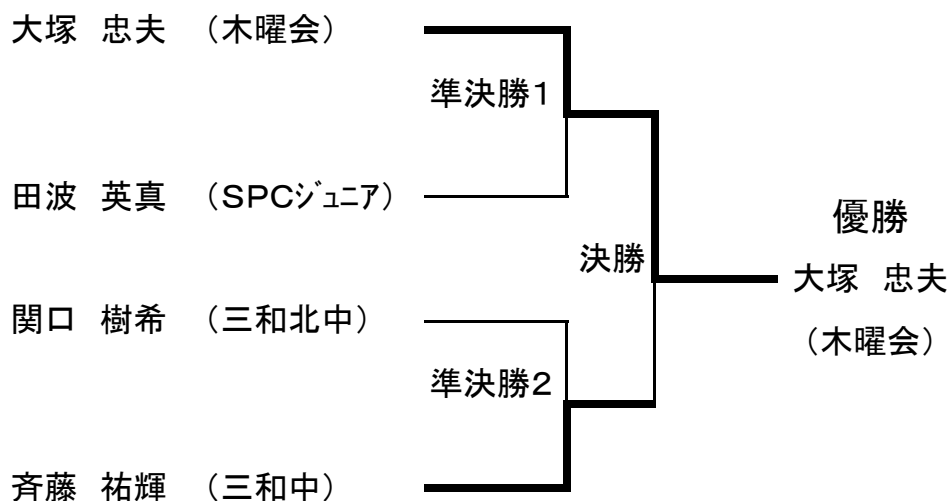 大塚　忠夫　（木曜会）
準決勝１
田波　英真　（SPCｼﾞｭﾆｱ）
優勝
決勝
大塚　忠夫
関口　樹希　（三和北中）
（木曜会）
準決勝２
斉藤　祐輝　（三和中）